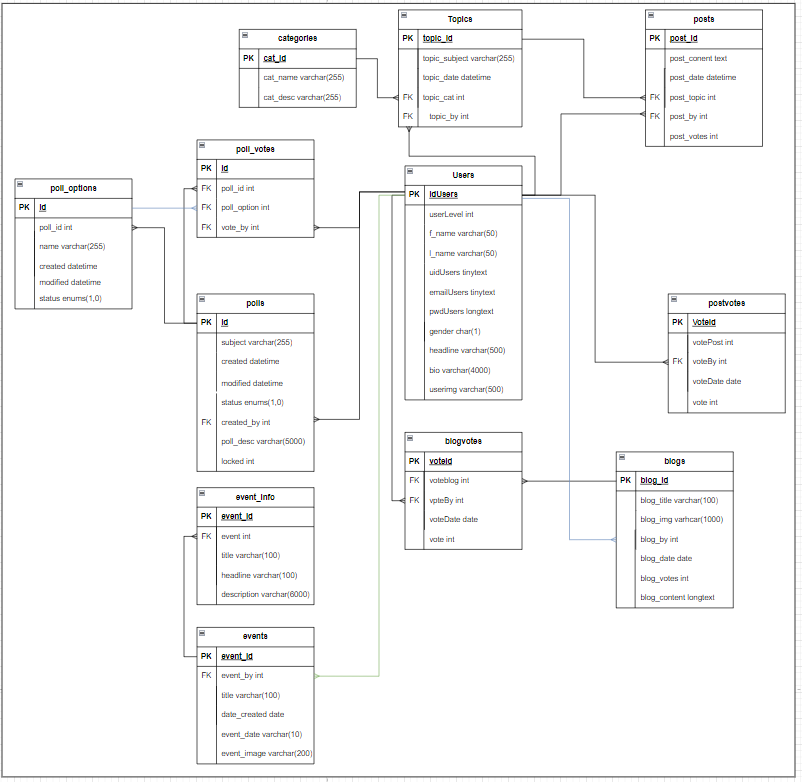 categories
PK cat_id
cat_name varchar(255)
cat_desc varchar(255)
Topics
PK topic_id
topic_subject varchar(255)
topic_date datetime
FK topic_cat int
FK topic_by int
posts
PK post_id
post_conent text
post_date datetime
FK post_topic int
FK post_by int
post_votes int
poll_votes
PK id
FK poll_id int
FK poll_option int
FK vote_by int
poll_options
PK id
poll_id int
name varchar(255)
created datetime
modified datetime
status enums(1,0)
Users
PK idUsers
userLevel int
f_name varchar(50)
l_name varchar(50)
uidUsers tinytext
emailUsers tinytext
pwdUsers longtext
gender char(1)
headline varchar(500)
bio varchar(4000)
userimg varchar(500)
polls
PK id
subject varchar(255)
created datetime
modified datetime
status enums(1,0)
FK created_by int
poll_desc varchar(5000)
locked int
postvotes
PK VoteId
votePost int
FK voteBy int
voteDate date
vote int
blogvotes
PK voteId
FK voteblog int
FK vpteBy int
voteDate date
vote int
blogs
PK blog_id
blog_title varchar(100)
blog_img varhcar(1000)
blog_by int
blog_date date
blog_votes int
blog_content longtext
event_info
PK event_id
FK event int
title varchar(100)
headline varchar(100)
description varchar(6000)
events
PK event_id
FK event_by int
title varchar(100)
date_created date
event_date varchar(10)
event_image varchar(200)